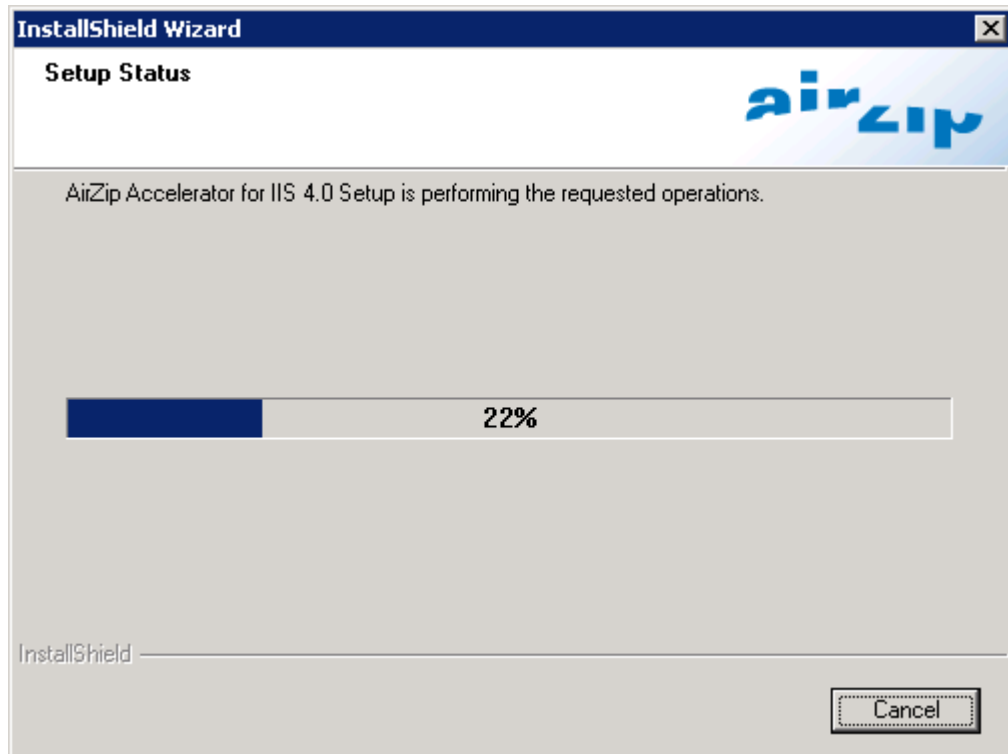 InstallShield Wizard
Setup Status
airzip
AirZip Accelerator for IIS 4.0 Setup is performing the requested operations.
22%
InstallShield
Cancel